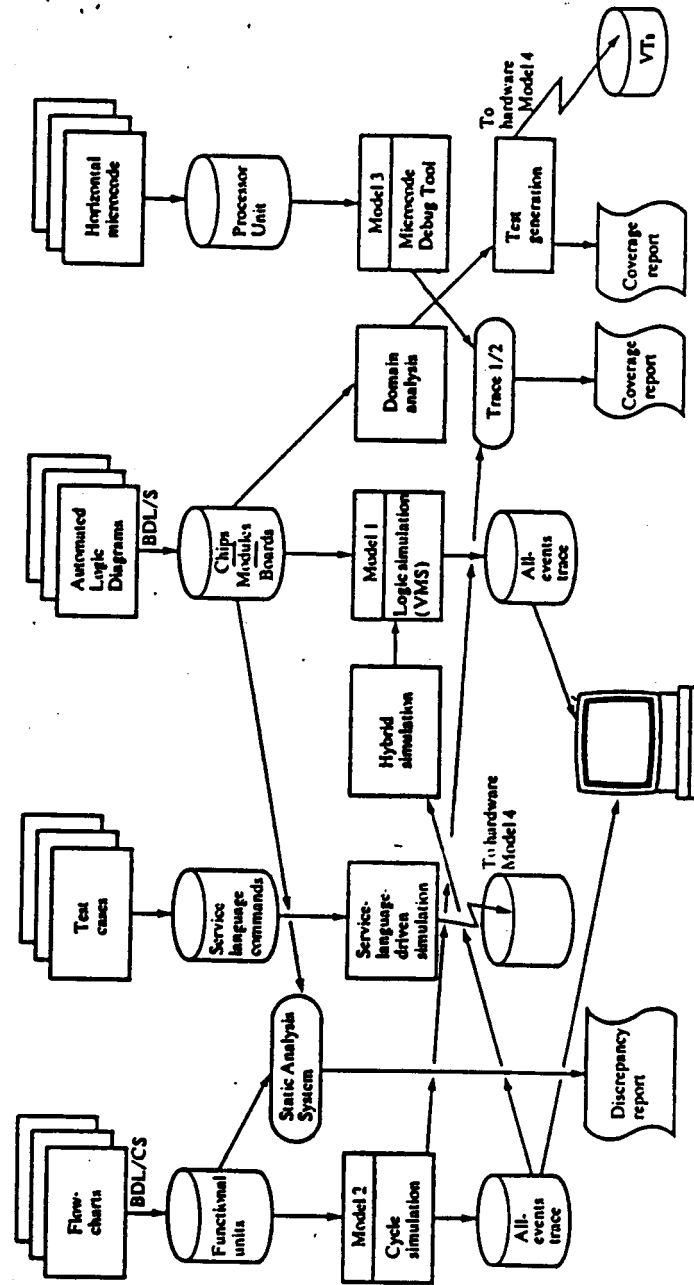 Flow-
charts
BDL/CS
Functional
units
Model 2
Cycle
simulation
All-
events
trace
Test
cases
Service
language
commands
Static Analysis
System
Service-
language-
driven
simulation
To hardware
Model 4
Discrepancy
report
Automated
Logic
Diagrams
BDL/S
Chips
Modules
Boards
Hybrid
simulation
Model 1
Logic simulation
(VMS)
All-
events
trace
Horizontal
microcode
Processor
Unit
Model 3
Microcode
Debug Tool
Domain
analysis
Trace 1/2
Coverage
report
Test
generation
To
hardware
Model 4
Coverage
report
VTs